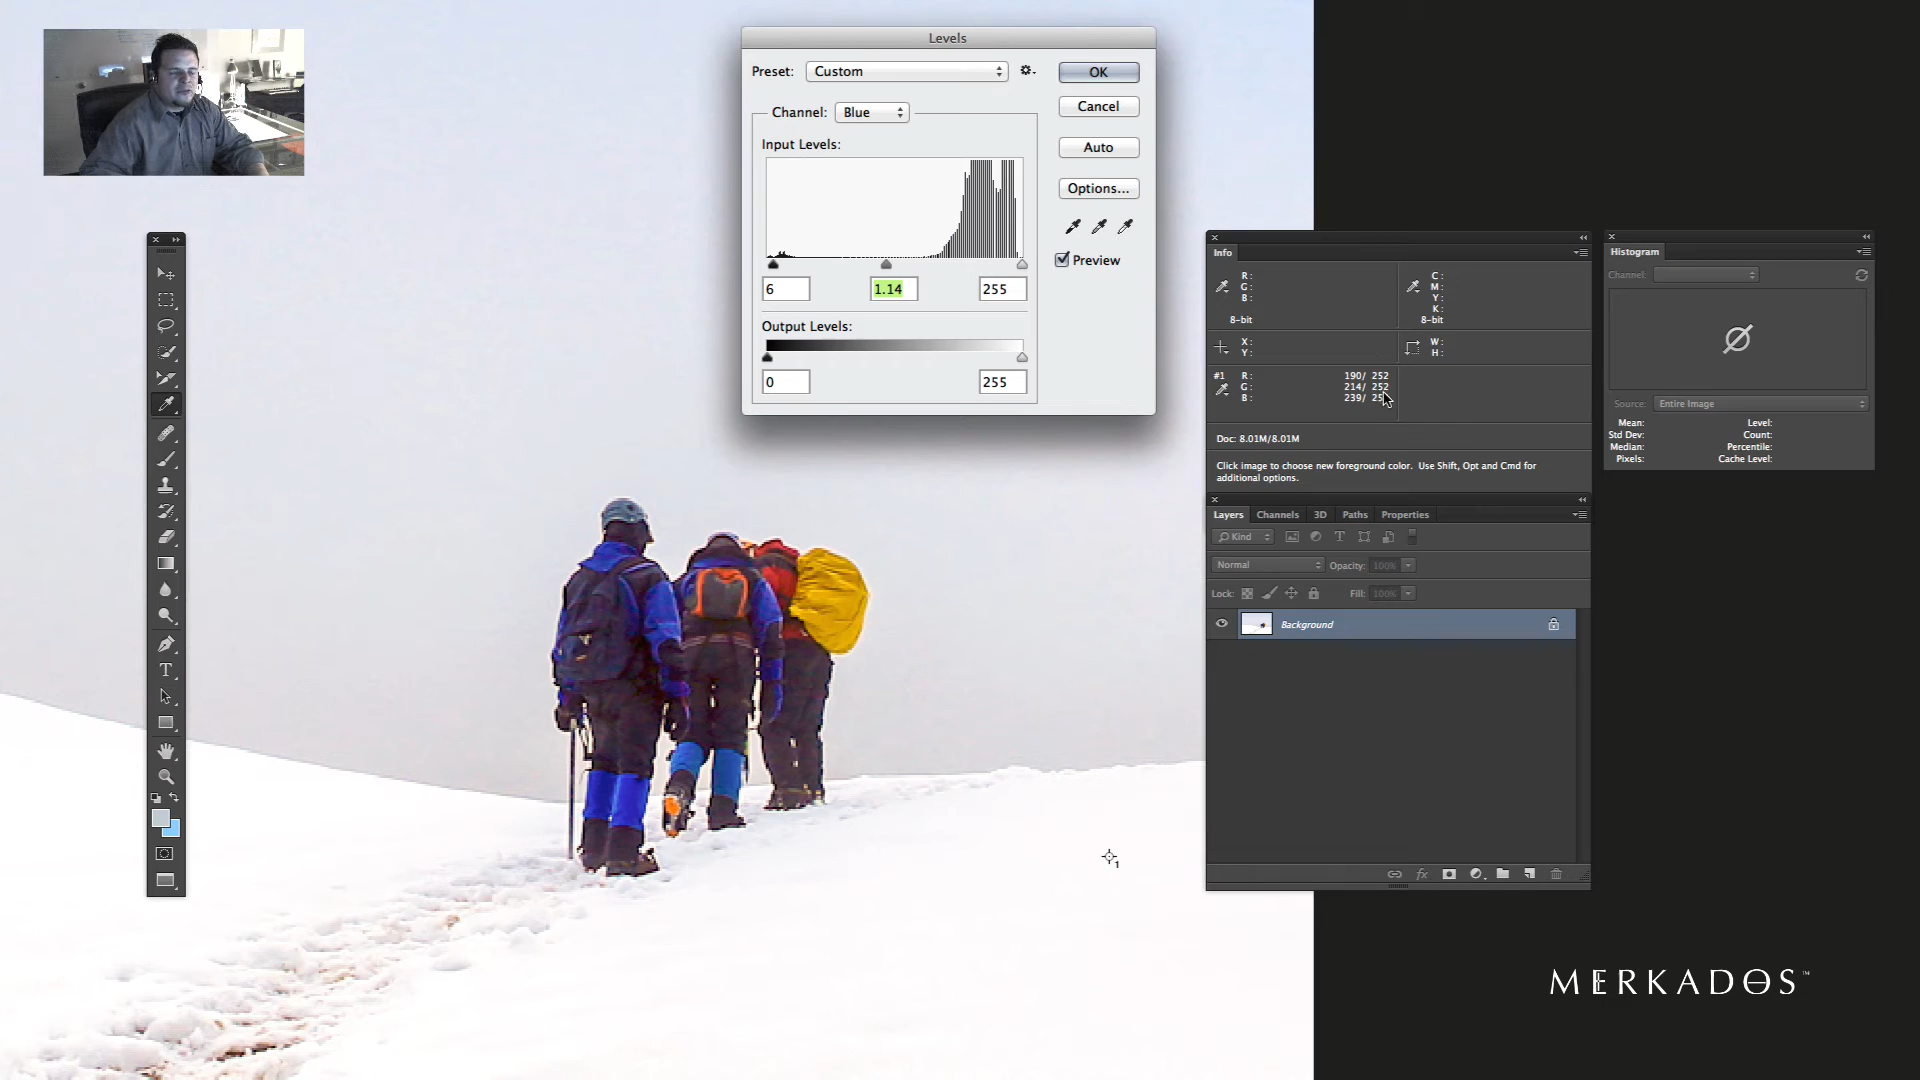 Levels
Preset: Custom
OK
Channel: Blue
Cancel
Input Levels:
Auto
Options...
Preview
6 1.14 255
Output Levels:
0 255
Info
R:
G:
B:
8-bit
C:
M:
Y:
K:
8-bit
X:
Y:
W:
H:
#1 R: 190/ 252
G: 214/ 252
B: 239/
Doc: 8.01M/8.01M
Click image to choose new foreground color. Use Shift, Opt and Cmd for
additional options.
Histogram
Channel:
Source: Entire Image
Mean: Level:
Std Dev: Count:
Median: Percentile:
Pixels: Cache Level:
Layers Channels 3D Paths Properties
Kind
Normal Opacity: 100%
Lock: Fill: 100%
Background
fx
T
1
MERKADOS™